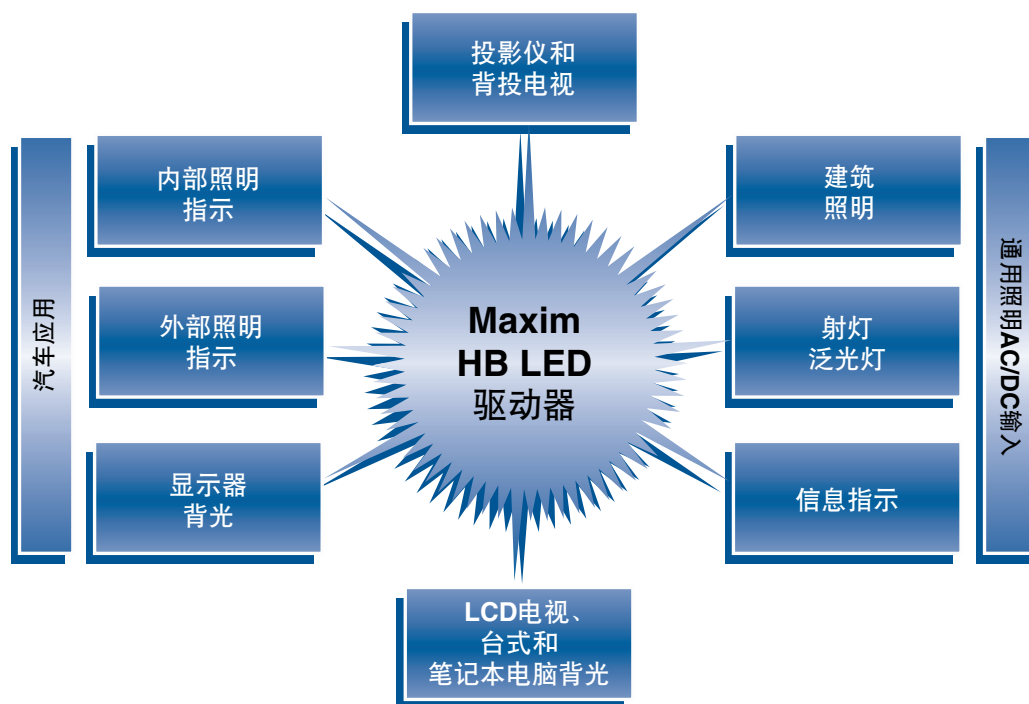 投影仪和
背投电视
汽车应用
内部照明
指示
外部照明
指示
显示器
背光
Maxim
HB LED
驱动器
建筑
照明
射灯
泛光灯
信息指示
通用照明AC/DC输入
LCD电视、
台式和
笔记本电脑背光